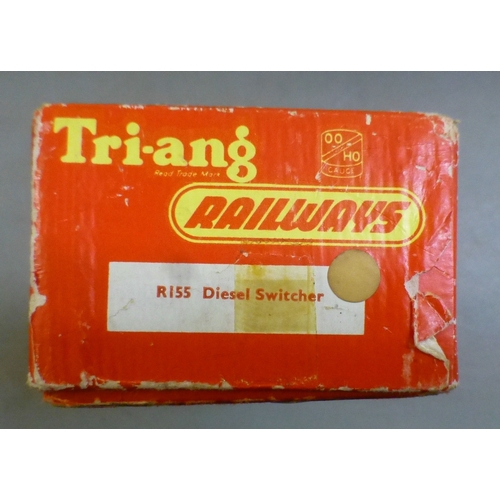 Tri-ang
Regd Trade Mark
OO
HO
GAUGE
RAILWAYS
R155 Diesel Switcher